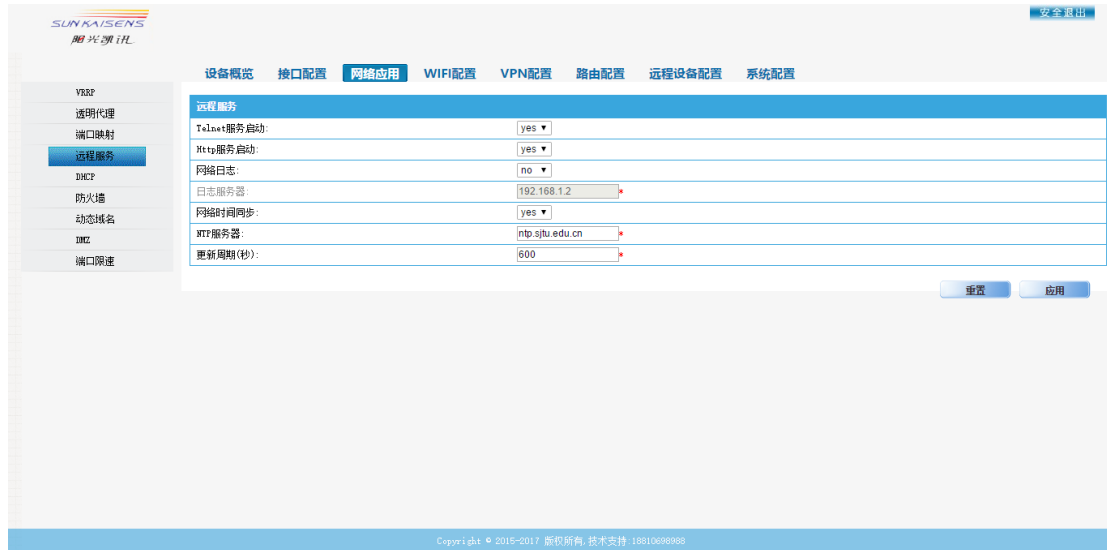 SUNKAISENS
阳光凯讯
安全退出
设备概览 接口配置 网络应用 WIFI配置 VPN配置 路由配置 远程设备配置 系统配置
VRRP
透明代理
端口映射
远程服务
DHCP
防火墙
动态域名
DMZ
端口限速
远程服务
Telnet服务启动: yes
Http服务启动: yes
网络日志: no
日志服务器: 192.168.1.2 *
网络时间同步: yes
NTP服务器: ntp.sjtu.edu.cn *
更新周期(秒): 600 *
重置 应用
Copyright © 2015-2017 版权所有.技术支持:18810698988